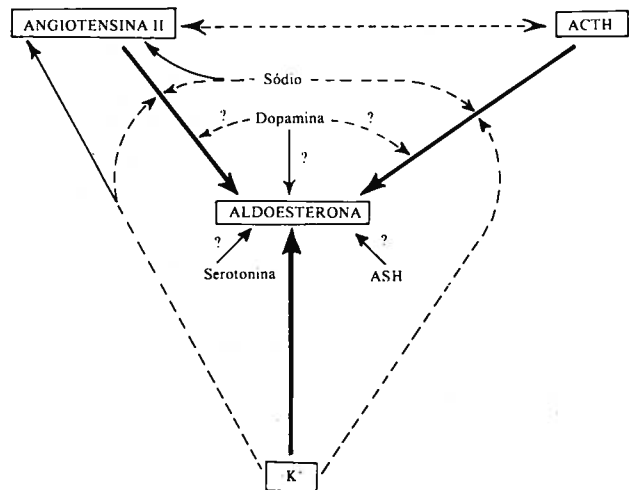 ANGIOTENSINA II
ACTH
Sódio
? Dopamina ?
?
ALDOESTERONA
? ?
Serotonina ASH
K⁺